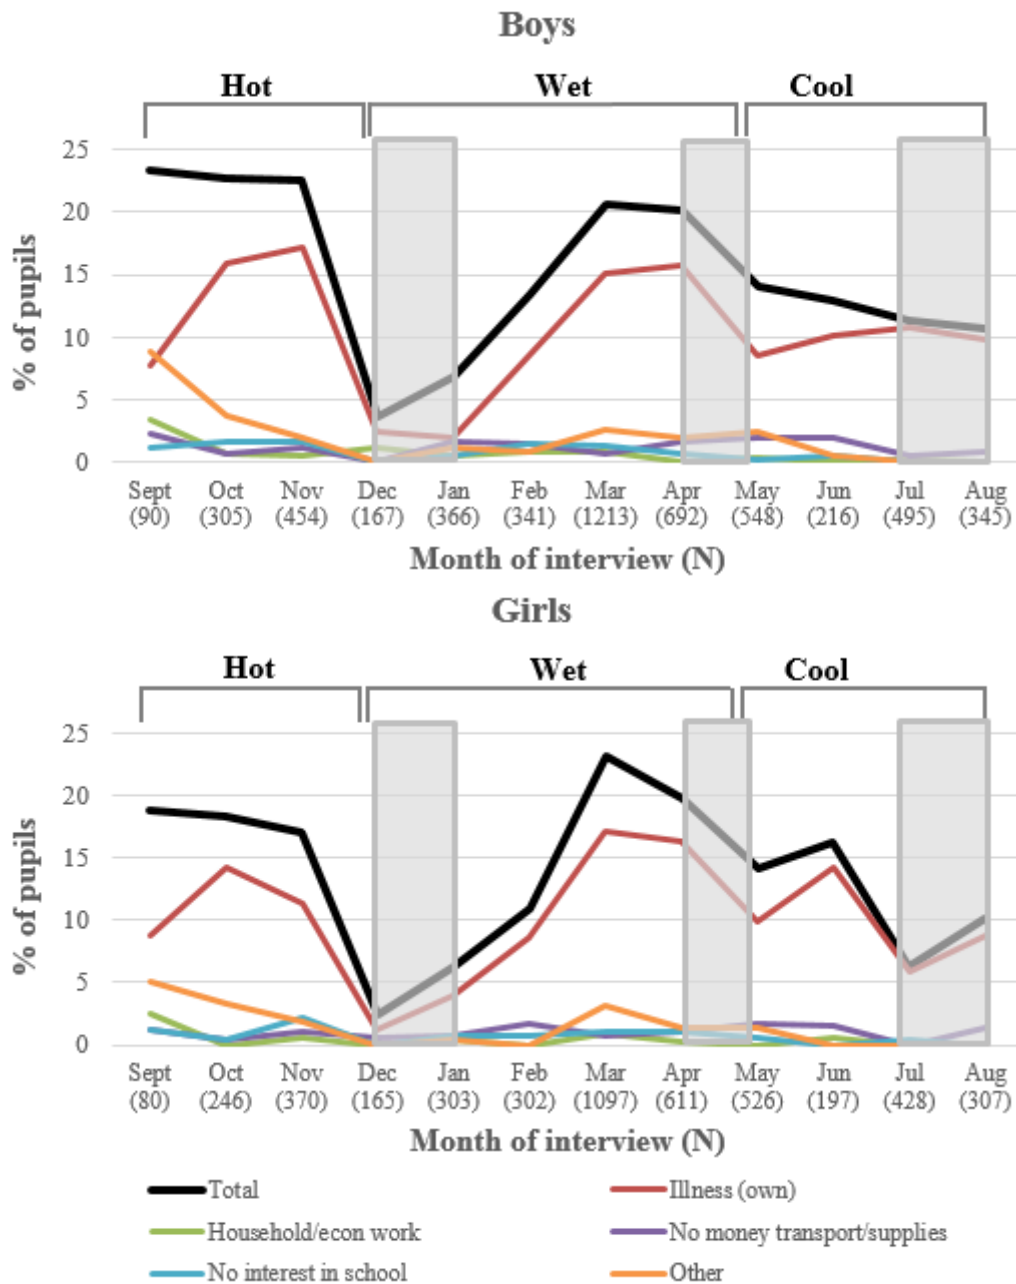 Boys
Hot Wet Cool
25
20
15
10
5
0
% of pupils
Sept Oct Nov Dec Jan Feb Mar Apr May Jun Jul Aug
(90) (305) (454) (167) (366) (341) (1213) (692) (548) (216) (495) (345)
Month of interview (N)
Girls
Hot Wet Cool
25
20
15
10
5
0
% of pupils
Sept Oct Nov Dec Jan Feb Mar Apr May Jun Jul Aug
(80) (246) (370) (165) (303) (302) (1097) (611) (526) (197) (428) (307)
Month of interview (N)
Total Illness (own)
Household/econ work No money transport/supplies
No interest in school Other